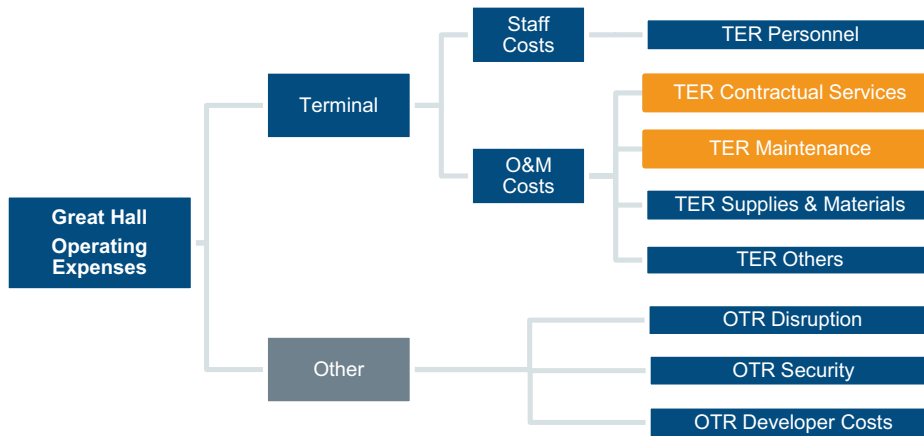 Great Hall
Operating
Expenses
Terminal
Other
Staff
Costs
O&M
Costs
TER Personnel
TER Contractual Services
TER Maintenance
TER Supplies & Materials
TER Others
OTR Disruption
OTR Security
OTR Developer Costs